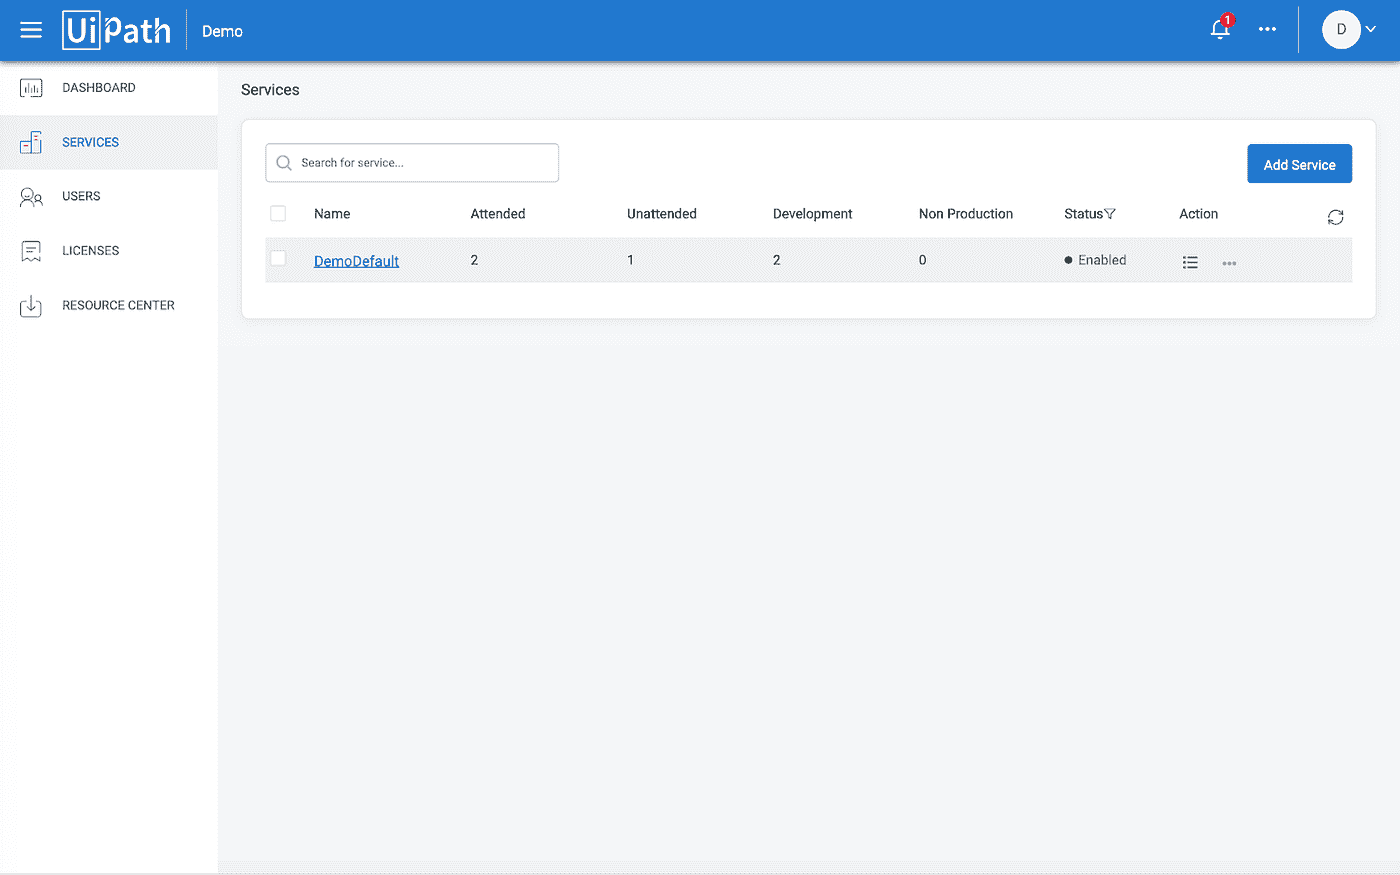 UiPath Demo 1 D
DASHBOARD
Services
SERVICES
Search for service...
Add Service
USERS
Name Attended Unattended Development Non Production Status Action
LICENSES
DemoDefault 2 1 2 0 Enabled
RESOURCE CENTER